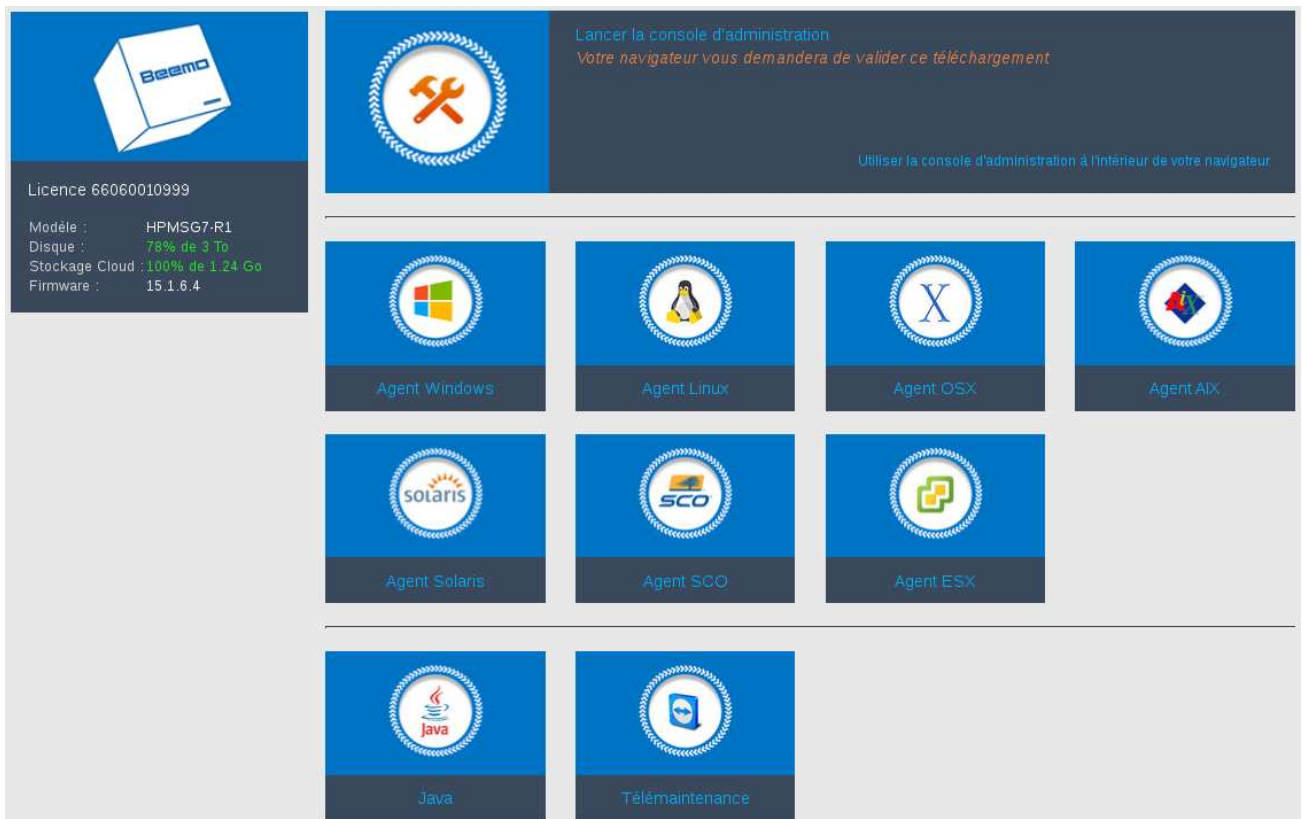 Beemo
Licence 66060010999
Modèle : HPMSG7-R1
Disque : 78% de 3 To
Stockage Cloud : 100% de 1.24 Go
Firmware : 15.1.6.4
Lancer la console d'administration
Votre navigateur vous demandera de valider ce téléchargement
Utiliser la console d'administration à l'intérieur de votre navigateur
X
AiX
Agent Windows
Agent Linux
Agent OSX
Agent AIX
solaris
SCO
Agent Solaris
Agent SCO
Agent ESX
Java
Java
Télémaintenance